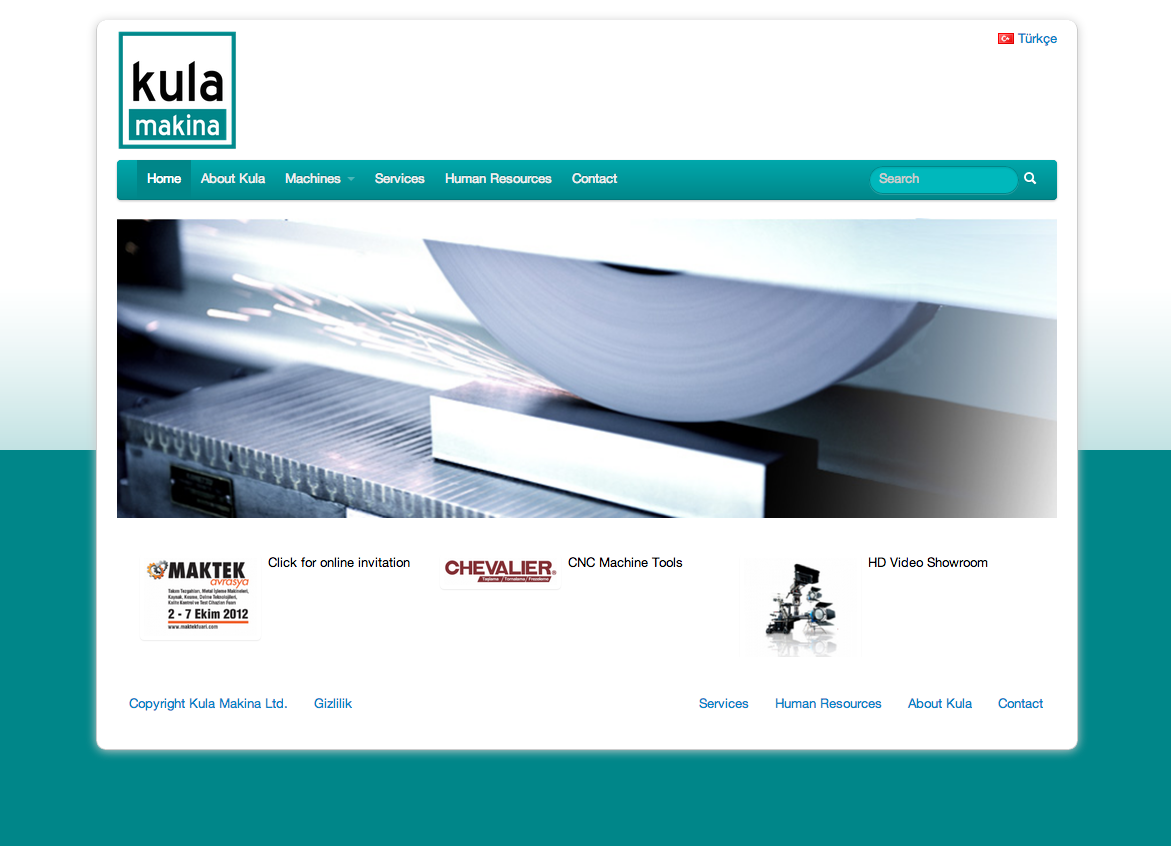 kula
makina
Türkçe
Home About Kula Machines Services Human Resources Contact Search
MAKTEK
avrasya
Takım Tezgahları, Metal İşleme Makineleri,
Kaynak, Kesme, Delme Teknolojileri,
Kalite Kontrol ve Test Cihazları Fuarı
2 - 7 Ekim 2012
www.maktekfuari.com
Click for online invitation
CHEVALIER
Taşlama / Tornalama / Frezeleme
CNC Machine Tools
HD Video Showroom
Copyright Kula Makina Ltd. Gizlilik Services Human Resources About Kula Contact